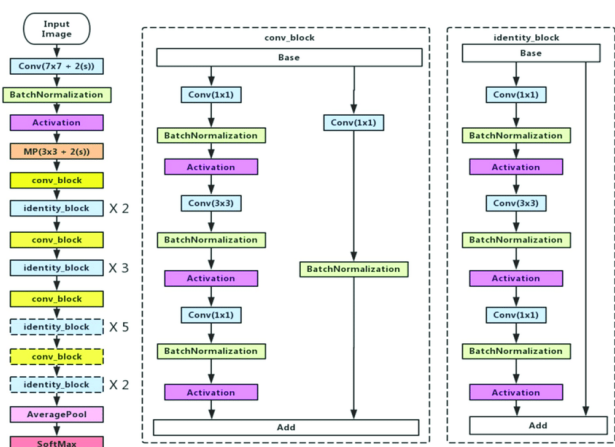 Input
Image
Conv(7x7 + 2(s))
BatchNormalization
Activation
MP(3x3 + 2(s))
conv_block
identity_block X 2
conv_block
identity_block X 3
conv_block
identity_block X 5
conv_block
identity_block X 2
AveragePool
SoftMax
conv_block
Base
Conv(1x1)
BatchNormalization
Activation
Conv(3x3)
BatchNormalization
Activation
Conv(1x1)
BatchNormalization
Activation
Conv(1x1)
BatchNormalization
Add
identity_block
Base
Conv(1x1)
BatchNormalization
Activation
Conv(3x3)
BatchNormalization
Activation
Conv(1x1)
BatchNormalization
Activation
Add